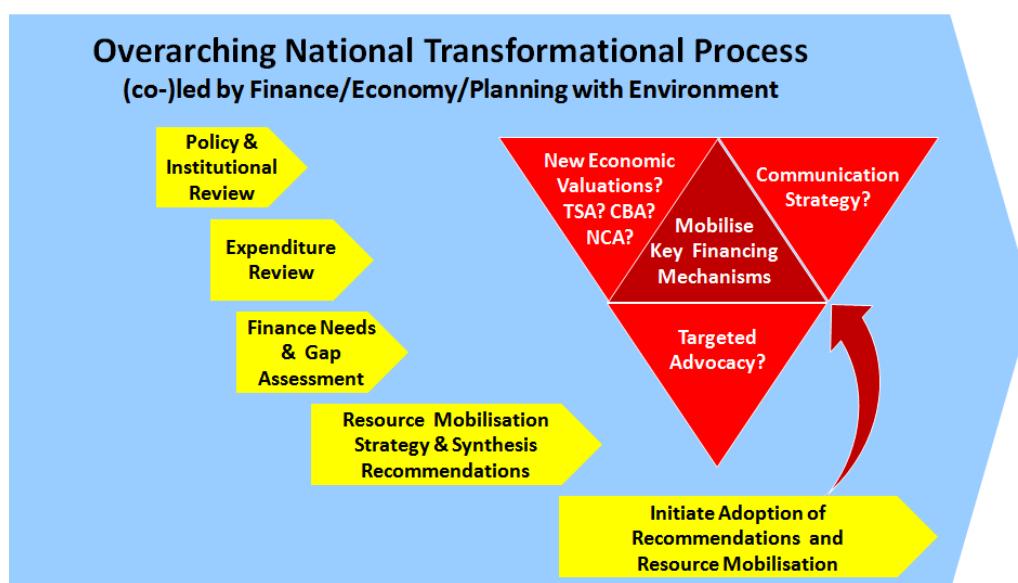 Overarching National Transformational Process
(co-)led by Finance/Economy/Planning with Environment
Policy &
Institutional
Review
Expenditure
Review
Finance Needs
& Gap
Assessment
Resource Mobilisation
Strategy & Synthesis
Recommendations
Initiate Adoption of
Recommendations and
Resource Mobilisation
New Economic
Valuations?
TSA? CBA?
NCA?
Mobilise
Key Financing
Mechanisms
Communication
Strategy?
Targeted
Advocacy?